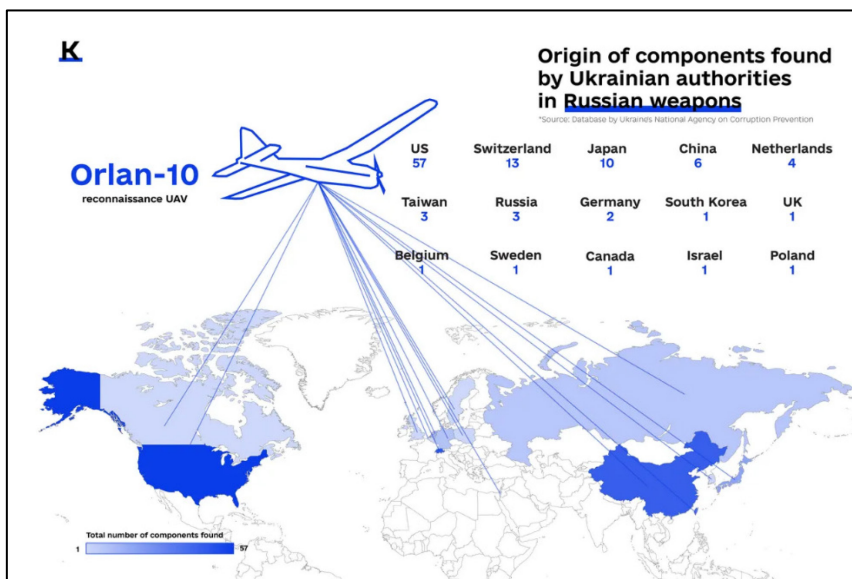 K
Origin of components found
by Ukrainian authorities
in Russian weapons
*Source: Database by Ukraine's National Agency on Corruption Prevention
Orlan-10
reconnaissance UAV
US Switzerland Japan China Netherlands
57 13 10 6 4
Taiwan Russia Germany South Korea UK
3 3 2 1 1
Belgium Sweden Canada Israel Poland
1 1 1 1 1
Total number of components found
1 57